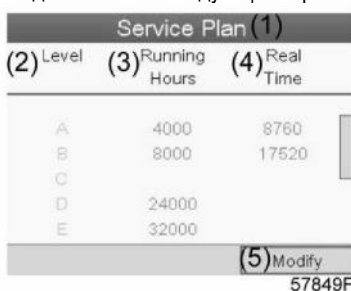 Service Plan (1)
(2) Level (3) Running Hours (4) Real Time
A 4000 8760
B 8000 17520
C
D 24000
E 32000
(5) Modify
57849F